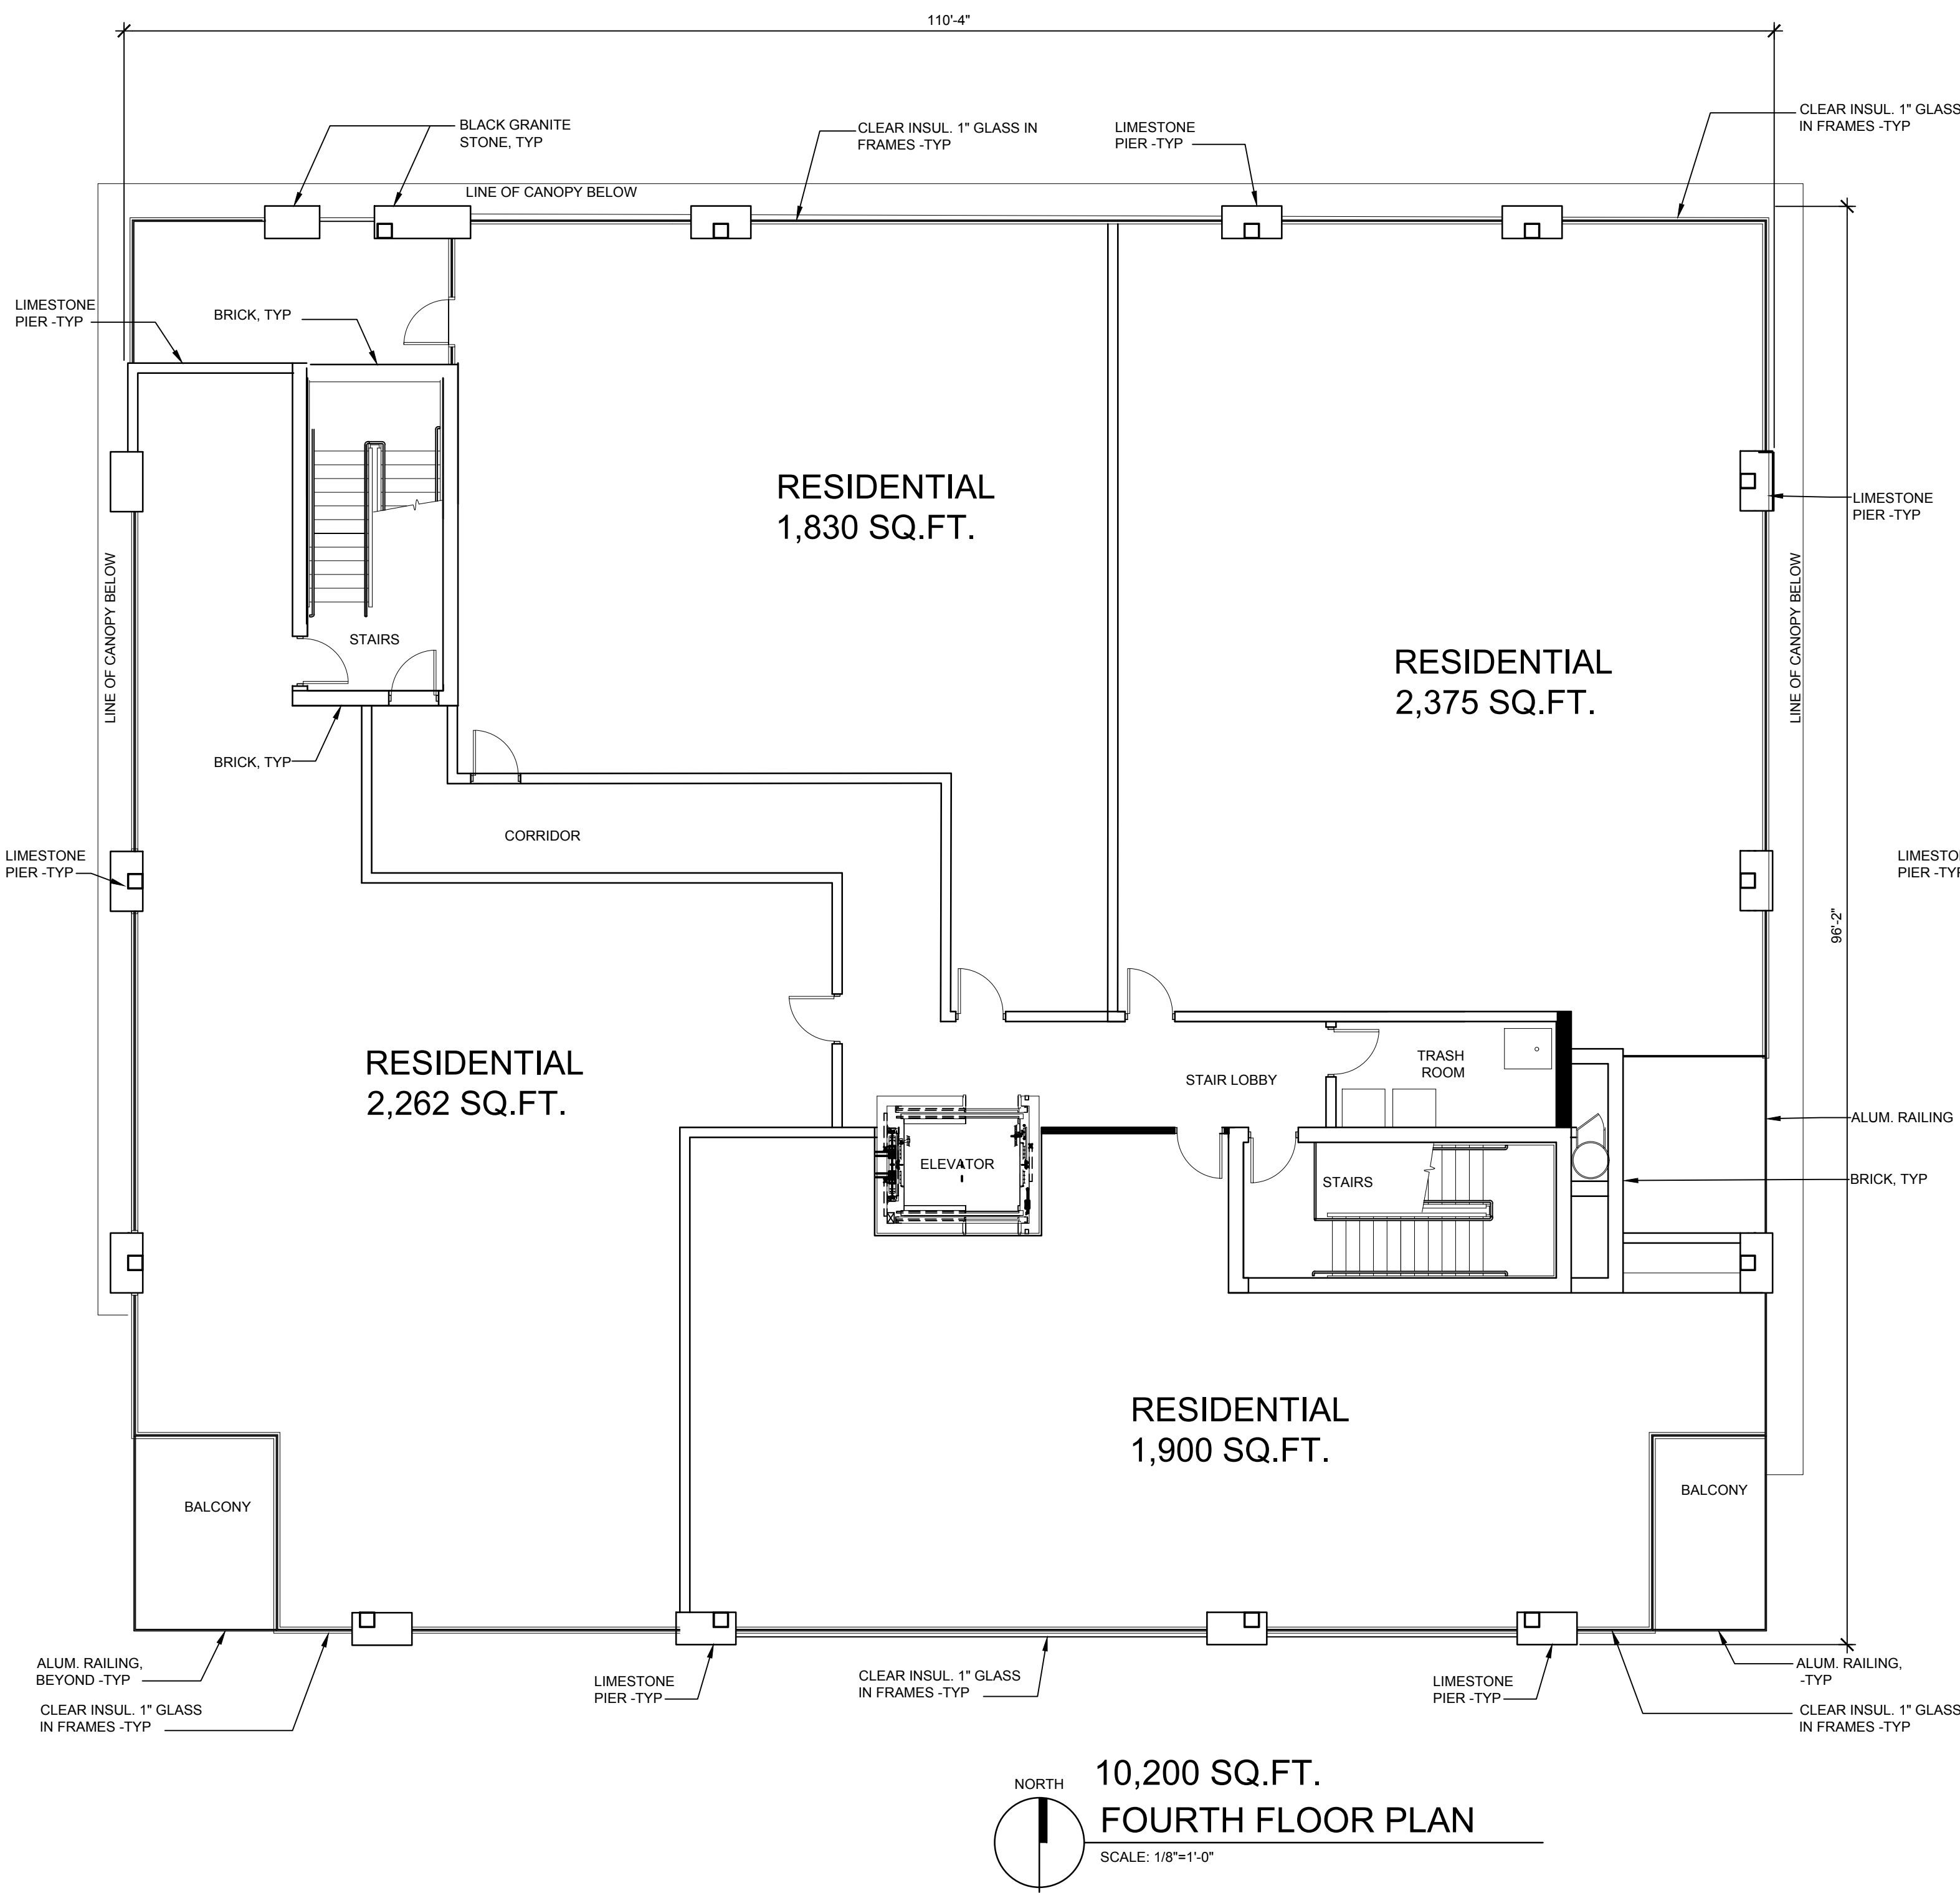 110'-4"
BLACK GRANITE
STONE, TYP
CLEAR INSUL. 1" GLASS IN
FRAMES -TYP
LIMESTONE
PIER -TYP
CLEAR INSUL. 1" GLASS
IN FRAMES -TYP
LINE OF CANOPY BELOW
LIMESTONE
PIER -TYP
BRICK, TYP
RESIDENTIAL
1,830 SQ.FT.
LIMESTONE
PIER -TYP
LINE OF CANOPY BELOW
LINE OF CANOPY BELOW
STAIRS
RESIDENTIAL
2,375 SQ.FT.
BRICK, TYP
CORRIDOR
LIMESTONE
PIER -TYP
LIMESTO
PIER -TYP
96'-2"
RESIDENTIAL
2,262 SQ.FT.
TRASH
ROOM
STAIR LOBBY
ALUM. RAILING
ELEVATOR
STAIRS
BRICK, TYP
RESIDENTIAL
1,900 SQ.FT.
BALCONY
BALCONY
ALUM. RAILING,
BEYOND -TYP
CLEAR INSUL. 1" GLASS
IN FRAMES -TYP
LIMESTONE
PIER -TYP
CLEAR INSUL. 1" GLASS
IN FRAMES -TYP
LIMESTONE
PIER -TYP
ALUM. RAILING,
-TYP
CLEAR INSUL. 1" GLASS
IN FRAMES -TYP
NORTH
10,200 SQ.FT.
FOURTH FLOOR PLAN
SCALE: 1/8"=1'-0"